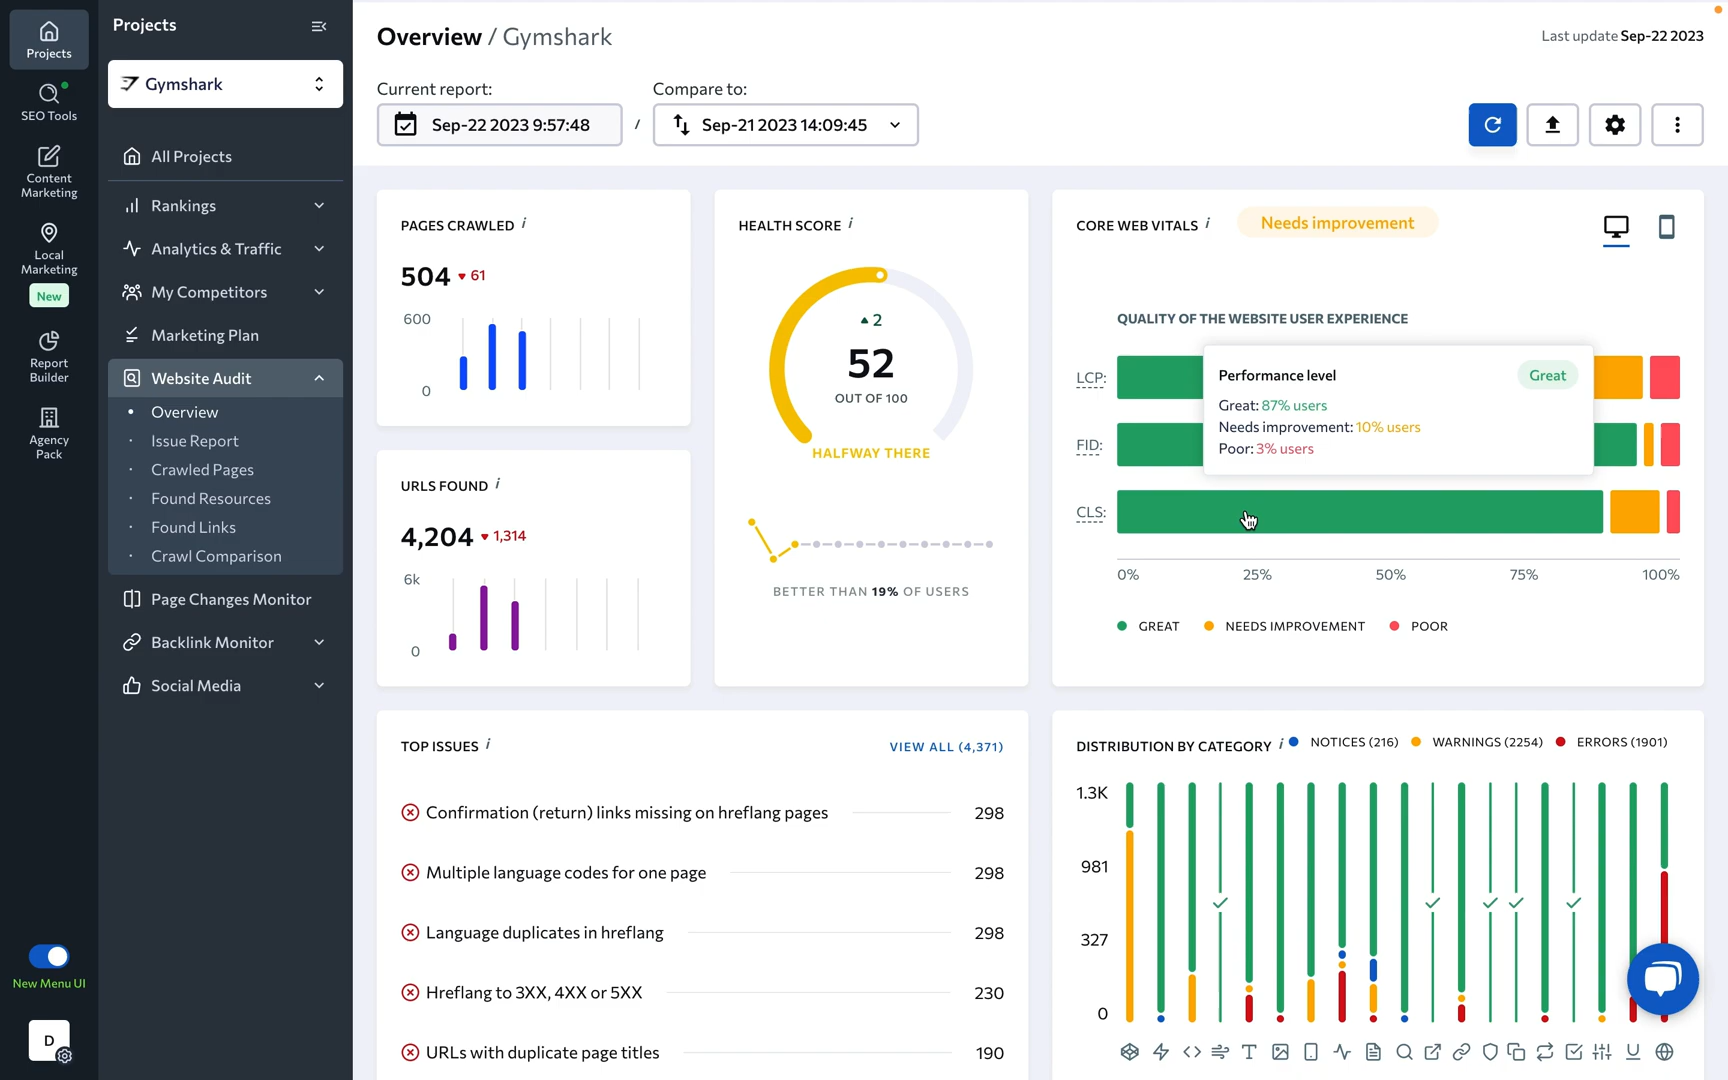 Projects
SEO Tools
Content
Marketing
Local
Marketing
New
Report
Builder
Agency
Pack
New Menu UI
D
Projects
Gymshark
All Projects
Rankings
Analytics & Traffic
My Competitors
Marketing Plan
Website Audit
Overview
Issue Report
Crawled Pages
Found Resources
Found Links
Crawl Comparison
Page Changes Monitor
Backlink Monitor
Social Media
Overview / Gymshark
Last update Sep-22 2023
Current report:
Compare to:
Sep-22 2023 9:57:48 / Sep-21 2023 14:09:45
PAGES CRAWLED i
504 61
600
0
URLS FOUND i
4,204 1,314
6k
0
HEALTH SCORE i
2
52
OUT OF 100
HALFWAY THERE
BETTER THAN 19% OF USERS
CORE WEB VITALS i Needs improvement
QUALITY OF THE WEBSITE USER EXPERIENCE
LCP:
FID:
CLS:
Performance level Great
Great: 87% users
Needs improvement: 10% users
Poor: 3% users
0% 25% 50% 75% 100%
GREAT NEEDS IMPROVEMENT POOR
TOP ISSUES i VIEW ALL (4,371)
Confirmation (return) links missing on hreflang pages 298
Multiple language codes for one page 298
Language duplicates in hreflang 298
Hreflang to 3XX, 4XX or 5XX 230
URLs with duplicate page titles 190
DISTRIBUTION BY CATEGORY i NOTICES (216) WARNINGS (2254) ERRORS (1901)
1.3K
981
327
0